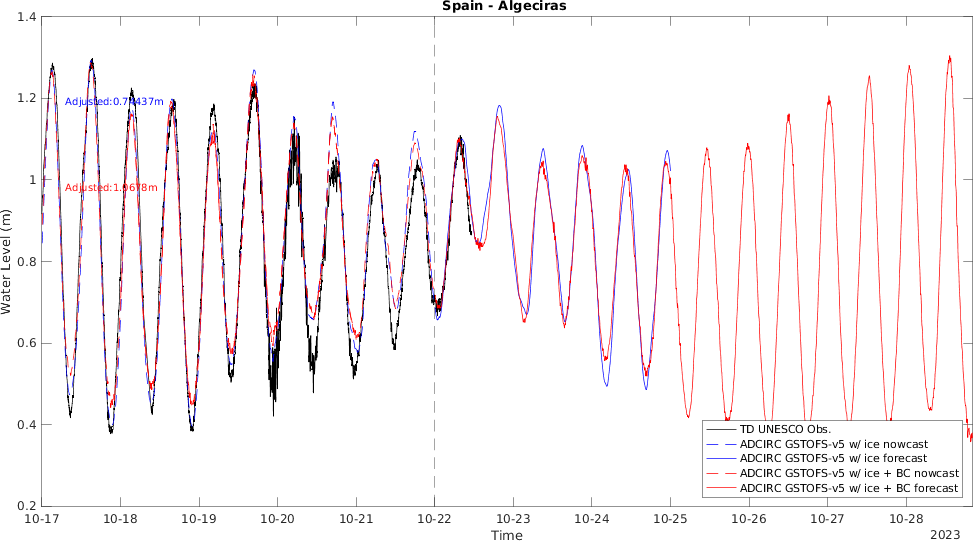 Spain - Algeciras
Water Level (m)
1.4
1.2
1
0.8
0.6
0.4
0.2
Adjusted:0.74437m
Adjusted:1.0678m
TD UNESCO Obs.
ADCIRC GSTOFS-v5 w/ ice nowcast
ADCIRC GSTOFS-v5 w/ ice forecast
ADCIRC GSTOFS-v5 w/ ice + BC nowcast
ADCIRC GSTOFS-v5 w/ ice + BC forecast
10-17 10-18 10-19 10-20 10-21 10-22 10-23 10-24 10-25 10-26 10-27 10-28
Time
2023